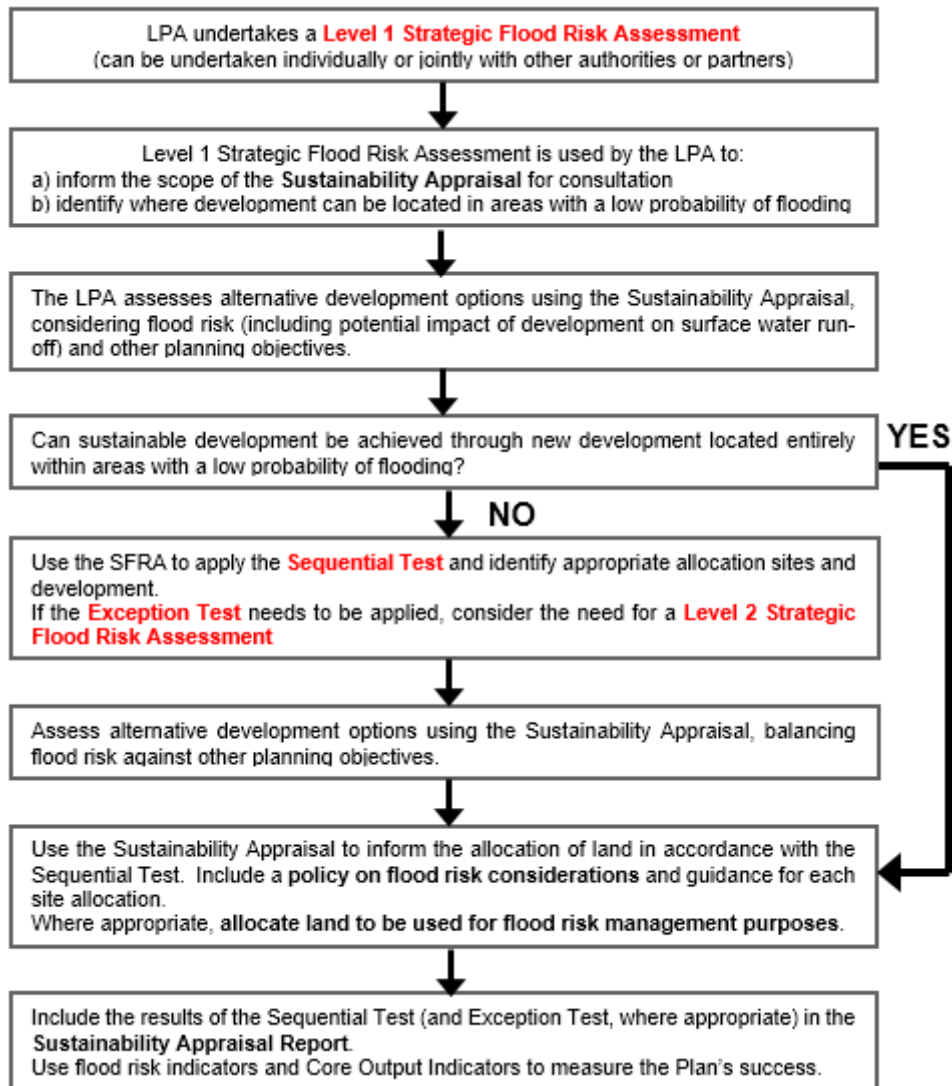 LPA undertakes a Level 1 Strategic Flood Risk Assessment
(can be undertaken individually or jointly with other authorities or partners)
Level 1 Strategic Flood Risk Assessment is used by the LPA to:
a) inform the scope of the Sustainability Appraisal for consultation
b) identify where development can be located in areas with a low probability of flooding
The LPA assesses alternative development options using the Sustainability Appraisal,
considering flood risk (including potential impact of development on surface water run-
off) and other planning objectives.
Can sustainable development be achieved through new development located entirely
within areas with a low probability of flooding?
YES
NO
Use the SFRA to apply the Sequential Test and identify appropriate allocation sites and
development.
If the Exception Test needs to be applied, consider the need for a Level 2 Strategic
Flood Risk Assessment
Assess alternative development options using the Sustainability Appraisal, balancing
flood risk against other planning objectives.
Use the Sustainability Appraisal to inform the allocation of land in accordance with the
Sequential Test. Include a policy on flood risk considerations and guidance for each
site allocation.
Where appropriate, allocate land to be used for flood risk management purposes.
Include the results of the Sequential Test (and Exception Test, where appropriate) in the
Sustainability Appraisal Report.
Use flood risk indicators and Core Output Indicators to measure the Plan's success.